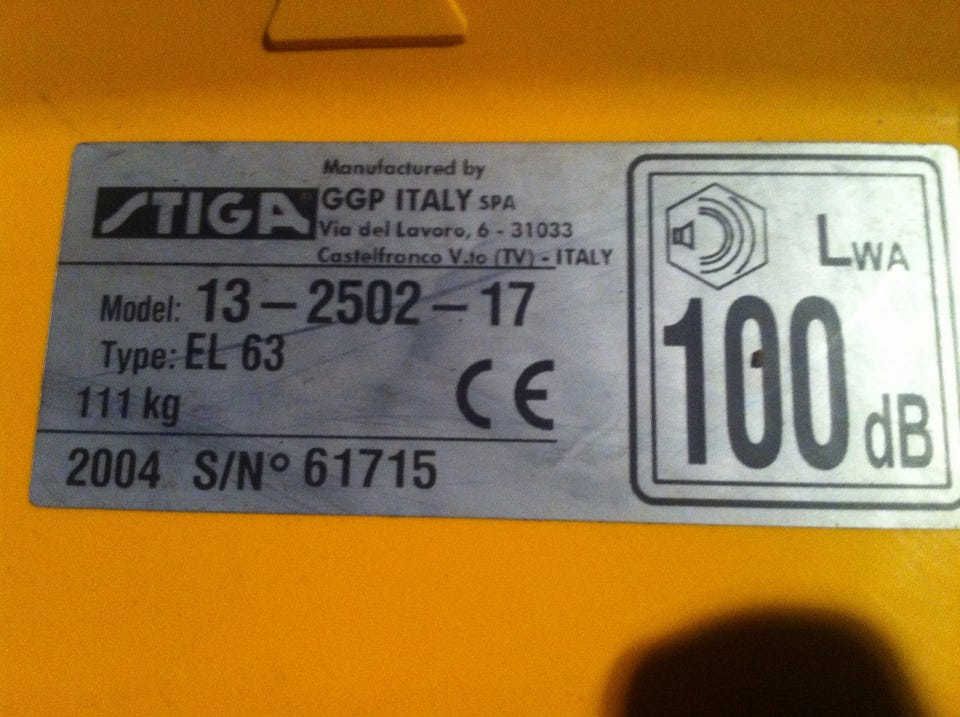 STIGA®
Manufactured by
GGP ITALY SPA
Via del Lavoro, 6 - 31033
Castelfranco V.to (TV) - ITALY
Model: 13-2502-17
Type: EL 63
111 kg
CE
2004 S/N° 61715
LWA
100 dB